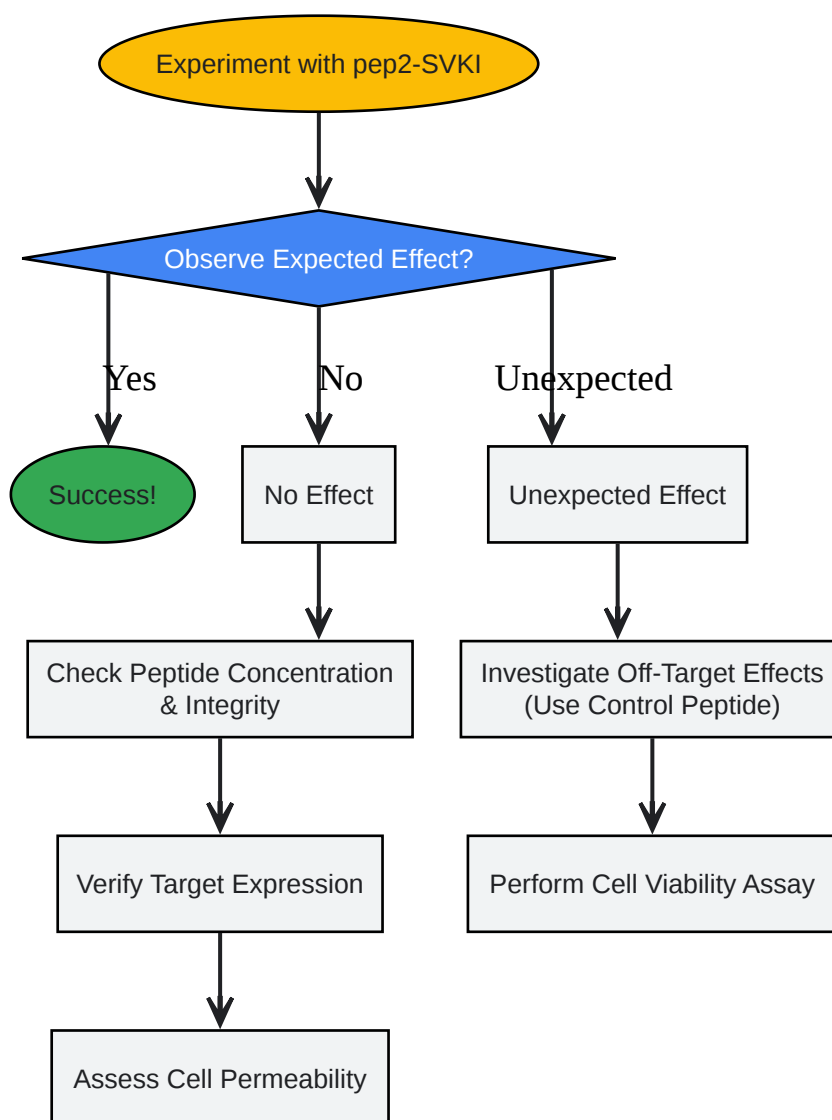 Experiment with pep2-SVKI
Observe Expected Effect?
Yes
No
Unexpected
Success!
No Effect
Unexpected Effect
Check Peptide Concentration
& Integrity
Investigate Off-Target Effects
(Use Control Peptide)
Verify Target Expression
Perform Cell Viability Assay
Assess Cell Permeability